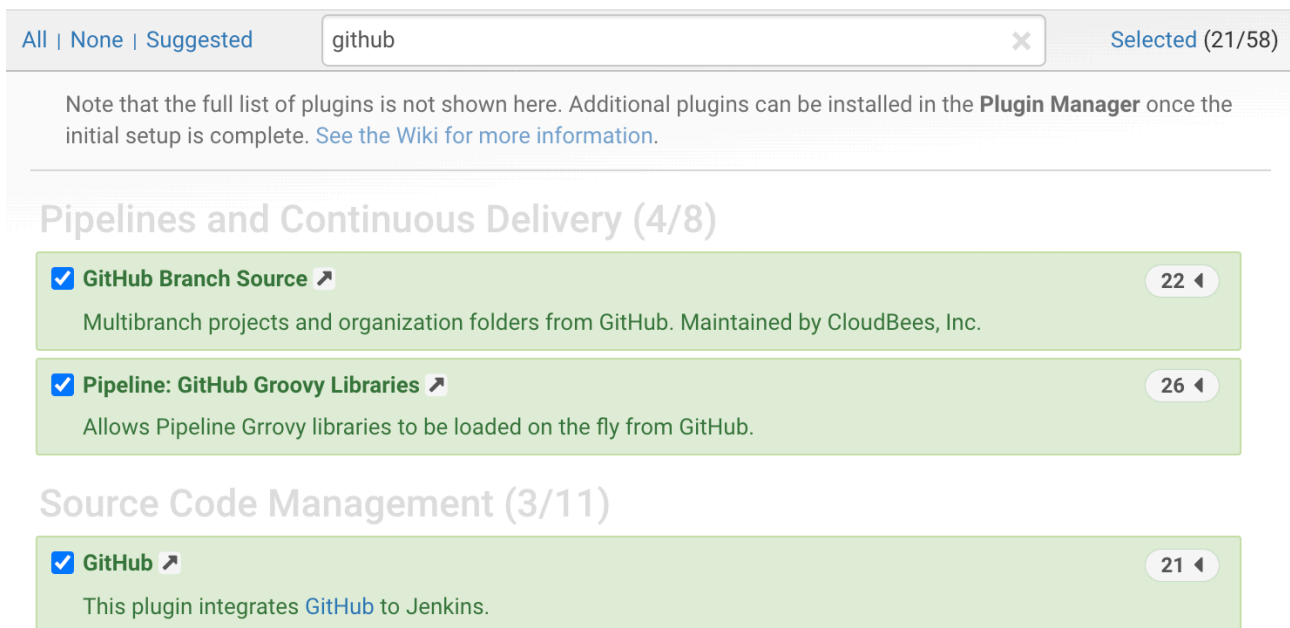 All | None | Suggested github × Selected (21/58)
Note that the full list of plugins is not shown here. Additional plugins can be installed in the Plugin Manager once the
initial setup is complete. See the Wiki for more information.
Pipelines and Continuous Delivery (4/8)
GitHub Branch Source 22
Multibranch projects and organization folders from GitHub. Maintained by CloudBees, Inc.
Pipeline: GitHub Groovy Libraries 26
Allows Pipeline Grrovy libraries to be loaded on the fly from GitHub.
Source Code Management (3/11)
GitHub 21
This plugin integrates GitHub to Jenkins.